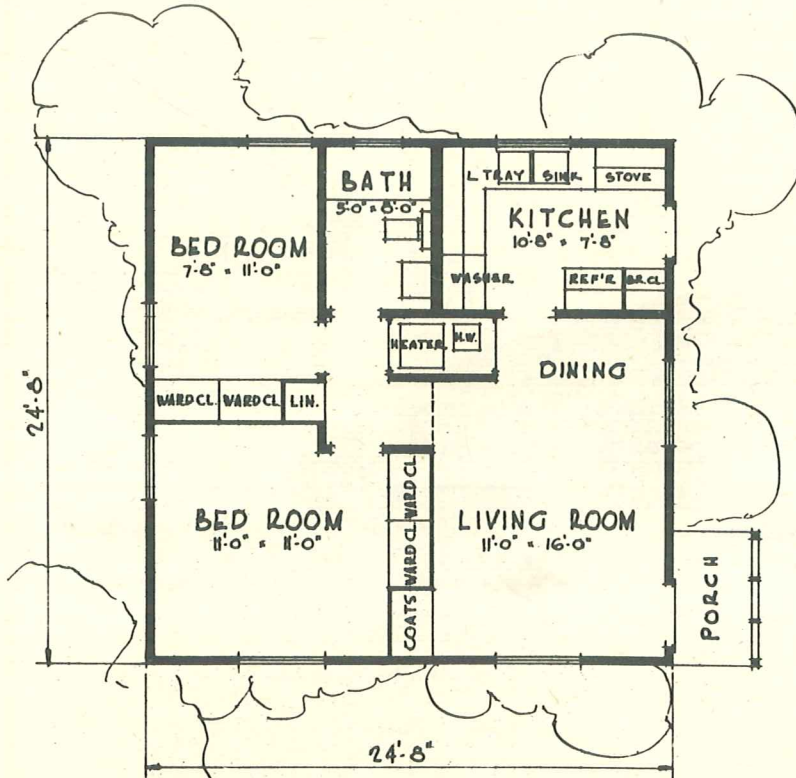 BATH
5'-0" × 8'-0"
L. TRAY
SINK
STOVE
KITCHEN
10'-8" × 7'-8"
BED ROOM
7'-8" × 11'-0"
WASHER
REF'R
BR.CL.
HEATER
H.W.
DINING
24'-8"
WARD CL.
WARD CL.
LIN.
BED ROOM
11'-0" × 11'-0"
WARD CL.
WARD CL.
COATS
LIVING ROOM
11'-0" × 16'-0"
PORCH
24'-8"